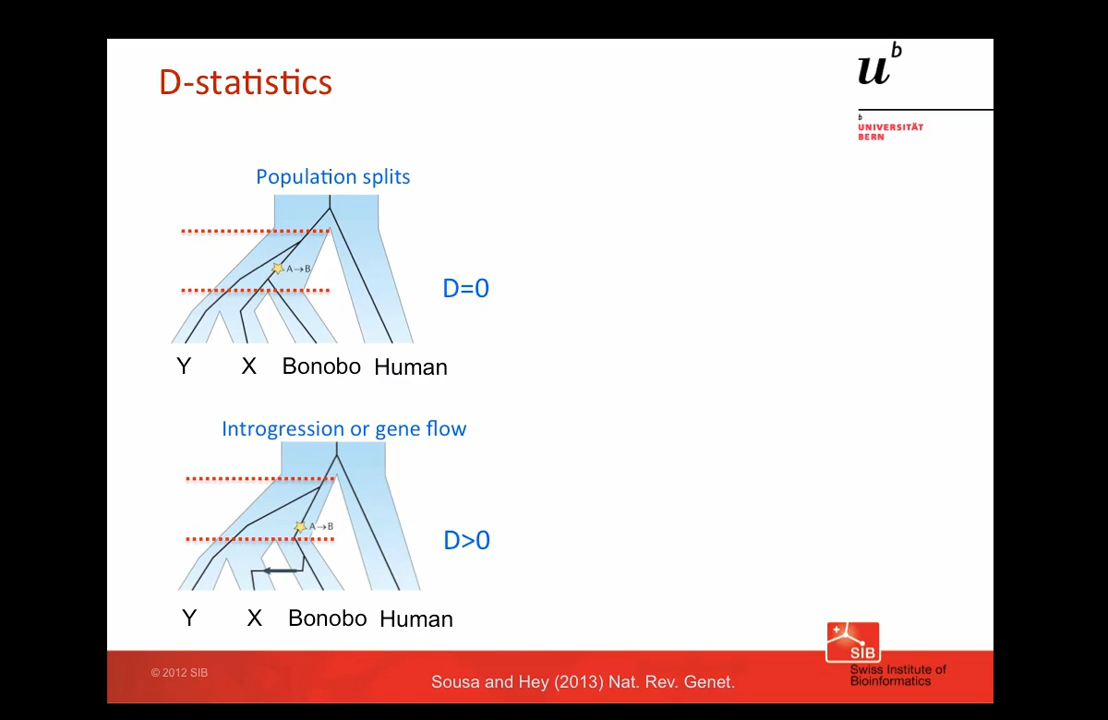 D-statistics
u^b
b
UNIVERSITÄT
BERN
Population splits
A→B
D=0
Y X Bonobo Human
Introgression or gene flow
A→B
D>0
Y X Bonobo Human
© 2012 SIB
Sousa and Hey (2013) Nat. Rev. Genet.
SIB
Swiss Institute of
Bioinformatics